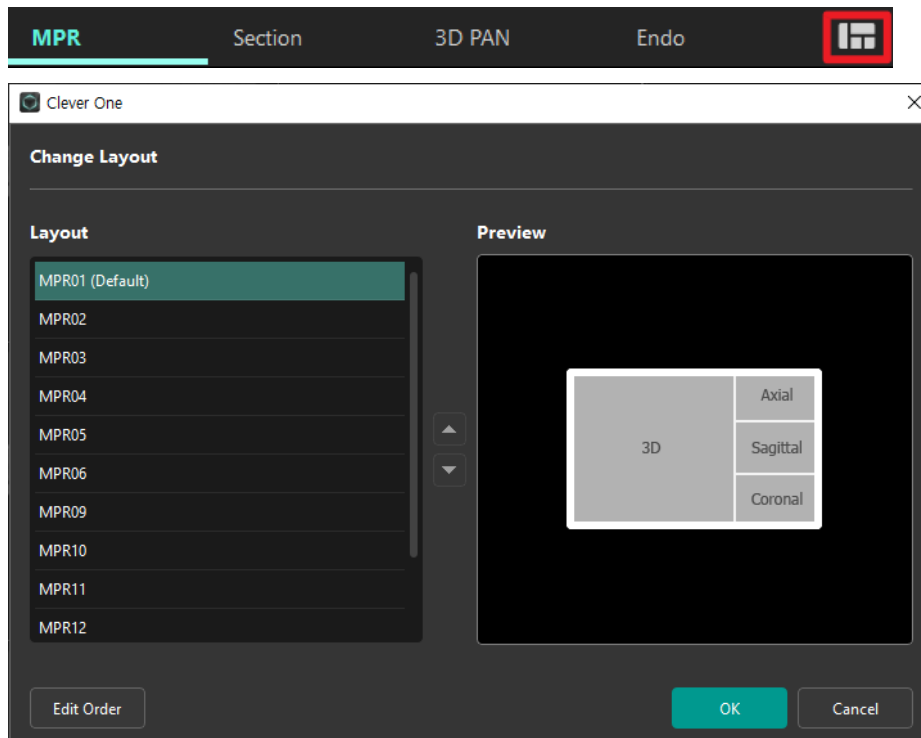 MPR Section 3D PAN Endo
Clever One
Change Layout
Layout
MPR01 (Default)
MPR02
MPR03
MPR04
MPR05
MPR06
MPR09
MPR10
MPR11
MPR12
Preview
3D
Axial
Sagittal
Coronal
Edit Order
OK
Cancel